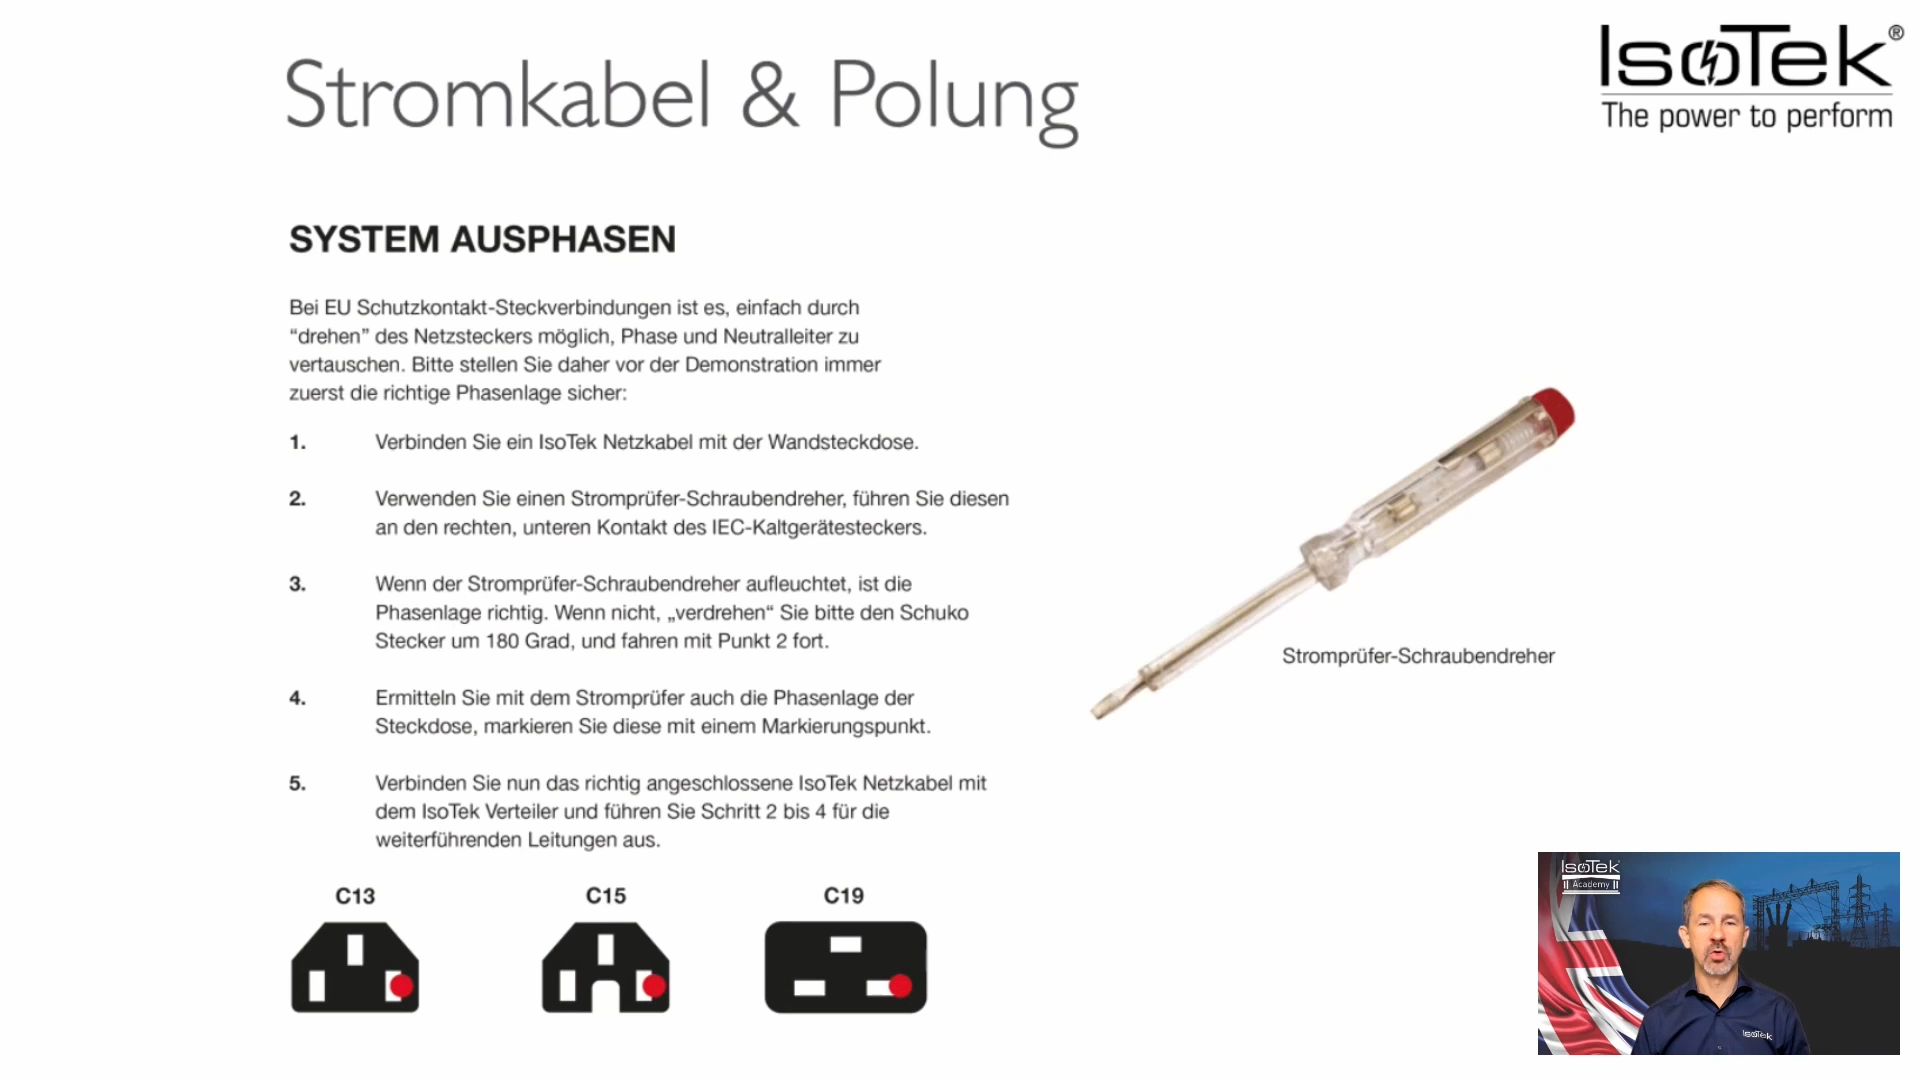 Stromkabel & Polung
IsoTek®
The power to perform
SYSTEM AUSPHASEN
Bei EU Schutzkontakt-Steckverbindungen ist es, einfach durch
“drehen” des Netzsteckers möglich, Phase und Neutralleiter zu
vertauschen. Bitte stellen Sie daher vor der Demonstration immer
zuerst die richtige Phasenlage sicher:
1. Verbinden Sie ein IsoTek Netzkabel mit der Wandsteckdose.
2. Verwenden Sie einen Stromprüfer-Schraubendreher, führen Sie diesen
an den rechten, unteren Kontakt des IEC-Kaltgerätesteckers.
3. Wenn der Stromprüfer-Schraubendreher aufleuchtet, ist die
Phasenlage richtig. Wenn nicht, „verdrehen“ Sie bitte den Schuko
Stecker um 180 Grad, und fahren mit Punkt 2 fort.
4. Ermitteln Sie mit dem Stromprüfer auch die Phasenlage der
Steckdose, markieren Sie diese mit einem Markierungspunkt.
5. Verbinden Sie nun das richtig angeschlossene IsoTek Netzkabel mit
dem IsoTek Verteiler und führen Sie Schritt 2 bis 4 für die
weiterführenden Leitungen aus.
Stromprüfer-Schraubendreher
C13 C15 C19
IsoTek
Academy
IsoTek